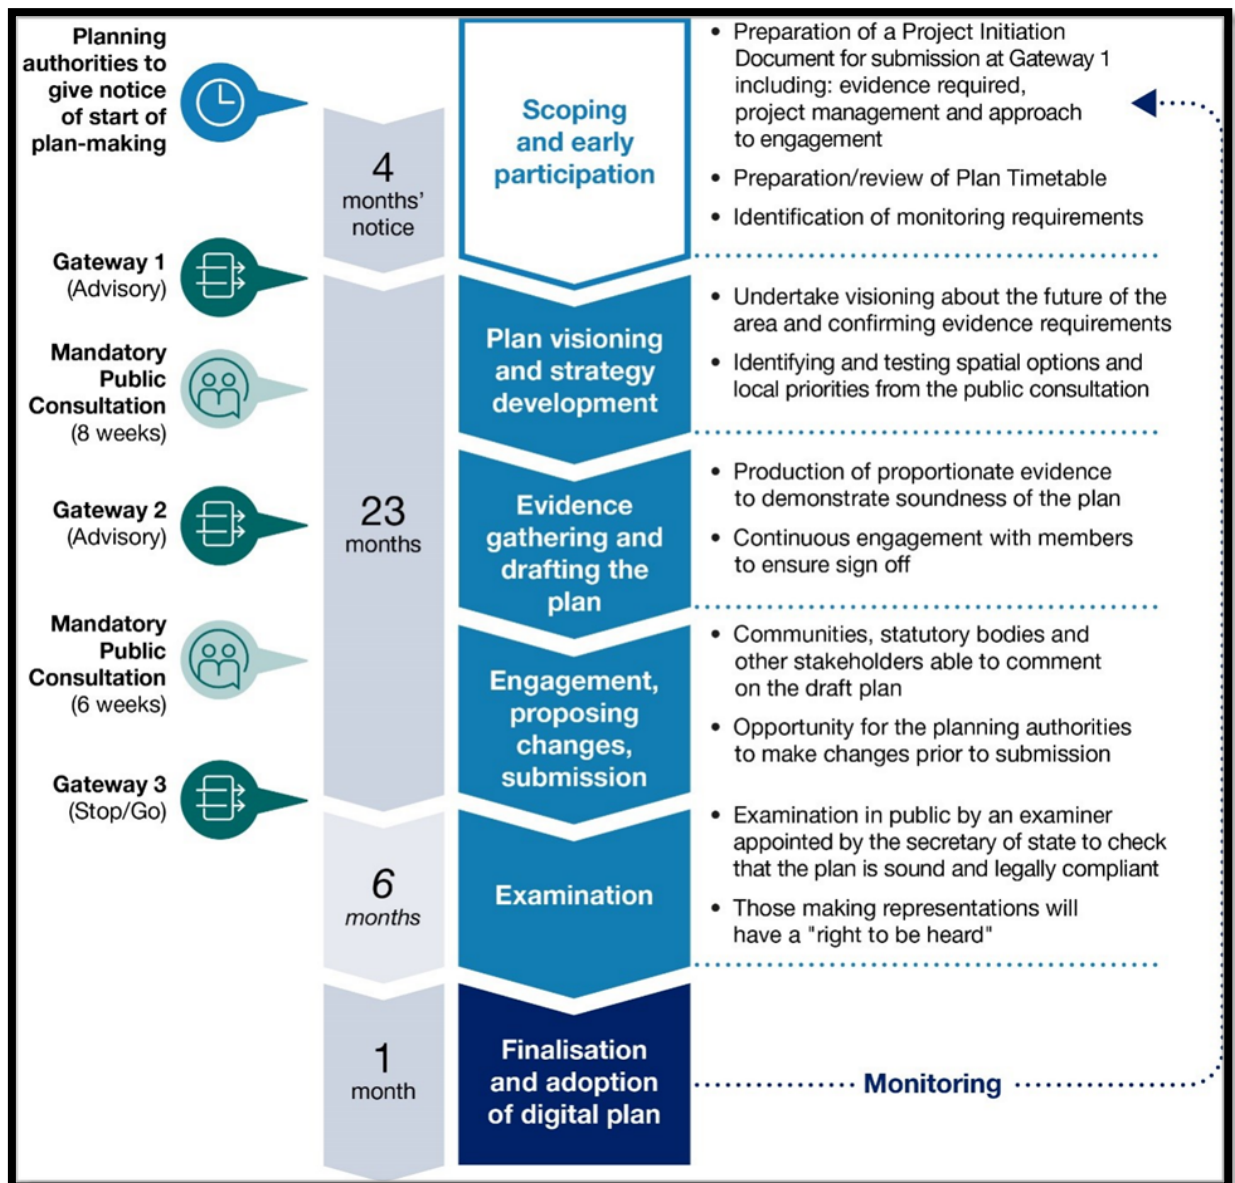 Planning
authorities to
give notice
of start of
plan-making
4
months'
notice
Scoping
and early
participation
• Preparation of a Project Initiation
Document for submission at Gateway 1
including: evidence required,
project management and approach
to engagement
• Preparation/review of Plan Timetable
• Identification of monitoring requirements
Gateway 1
(Advisory)
Mandatory
Public
Consultation
(8 weeks)
23
months
Plan visioning
and strategy
development
• Undertake visioning about the future of the
area and confirming evidence requirements
• Identifying and testing spatial options and
local priorities from the public consultation
Gateway 2
(Advisory)
Evidence
gathering and
drafting the
plan
• Production of proportionate evidence
to demonstrate soundness of the plan
• Continuous engagement with members
to ensure sign off
Mandatory
Public
Consultation
(6 weeks)
Engagement,
proposing
changes,
submission
• Communities, statutory bodies and
other stakeholders able to comment
on the draft plan
• Opportunity for the planning authorities
to make changes prior to submission
Gateway 3
(Stop/Go)
6
months
Examination
• Examination in public by an examiner
appointed by the secretary of state to check
that the plan is sound and legally compliant
• Those making representations will
have a "right to be heard"
1
month
Finalisation
and adoption
of digital plan
Monitoring